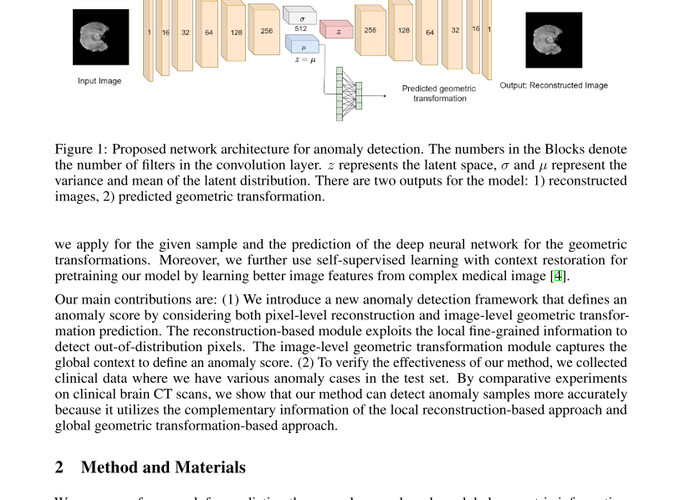 1 16 32 64 128 256 σ 512 μ z = μ z 256 128 64 32 16 1
Input Image
Predicted geometric
transformation
Output: Reconstructed Image
Figure 1: Proposed network architecture for anomaly detection. The numbers in the Blocks denote
the number of filters in the convolution layer. z represents the latent space, σ and μ represent the
variance and mean of the latent distribution. There are two outputs for the model: 1) reconstructed
images, 2) predicted geometric transformation.
we apply for the given sample and the prediction of the deep neural network for the geometric
transformations. Moreover, we further use self-supervised learning with context restoration for
pretraining our model by learning better image features from complex medical image [4].
Our main contributions are: (1) We introduce a new anomaly detection framework that defines an
anomaly score by considering both pixel-level reconstruction and image-level geometric transfor-
mation prediction. The reconstruction-based module exploits the local fine-grained information to
detect out-of-distribution pixels. The image-level geometric transformation module captures the
global context to define an anomaly score. (2) To verify the effectiveness of our method, we collected
clinical data where we have various anomaly cases in the test set. By comparative experiments
on clinical brain CT scans, we show that our method can detect anomaly samples more accurately
because it utilizes the complementary information of the local reconstruction-based approach and
global geometric transformation-based approach.
2 Method and Materials